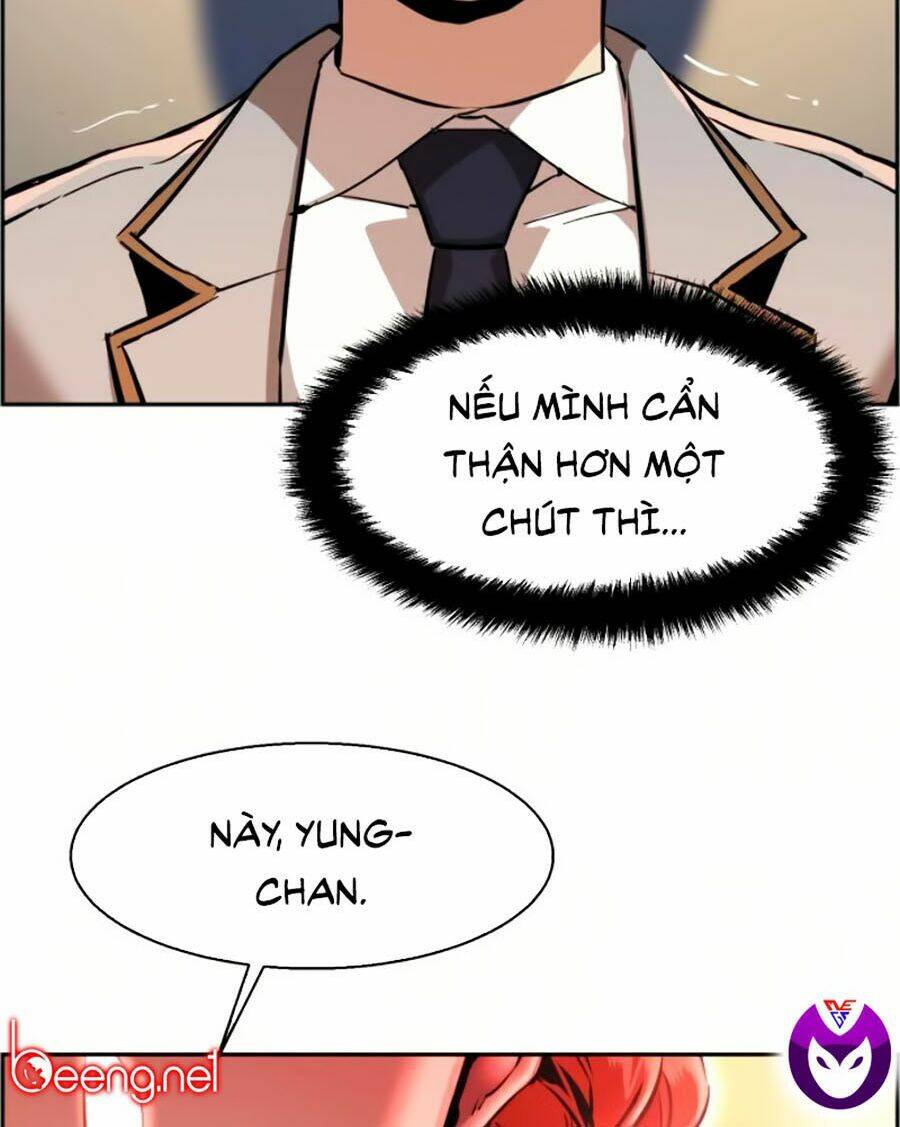 NẾU MÌNH CẨN
THẬN HƠN MỘT
CHÚT THÌ...
NÀY, YUNG-
CHAN.
beeng.net